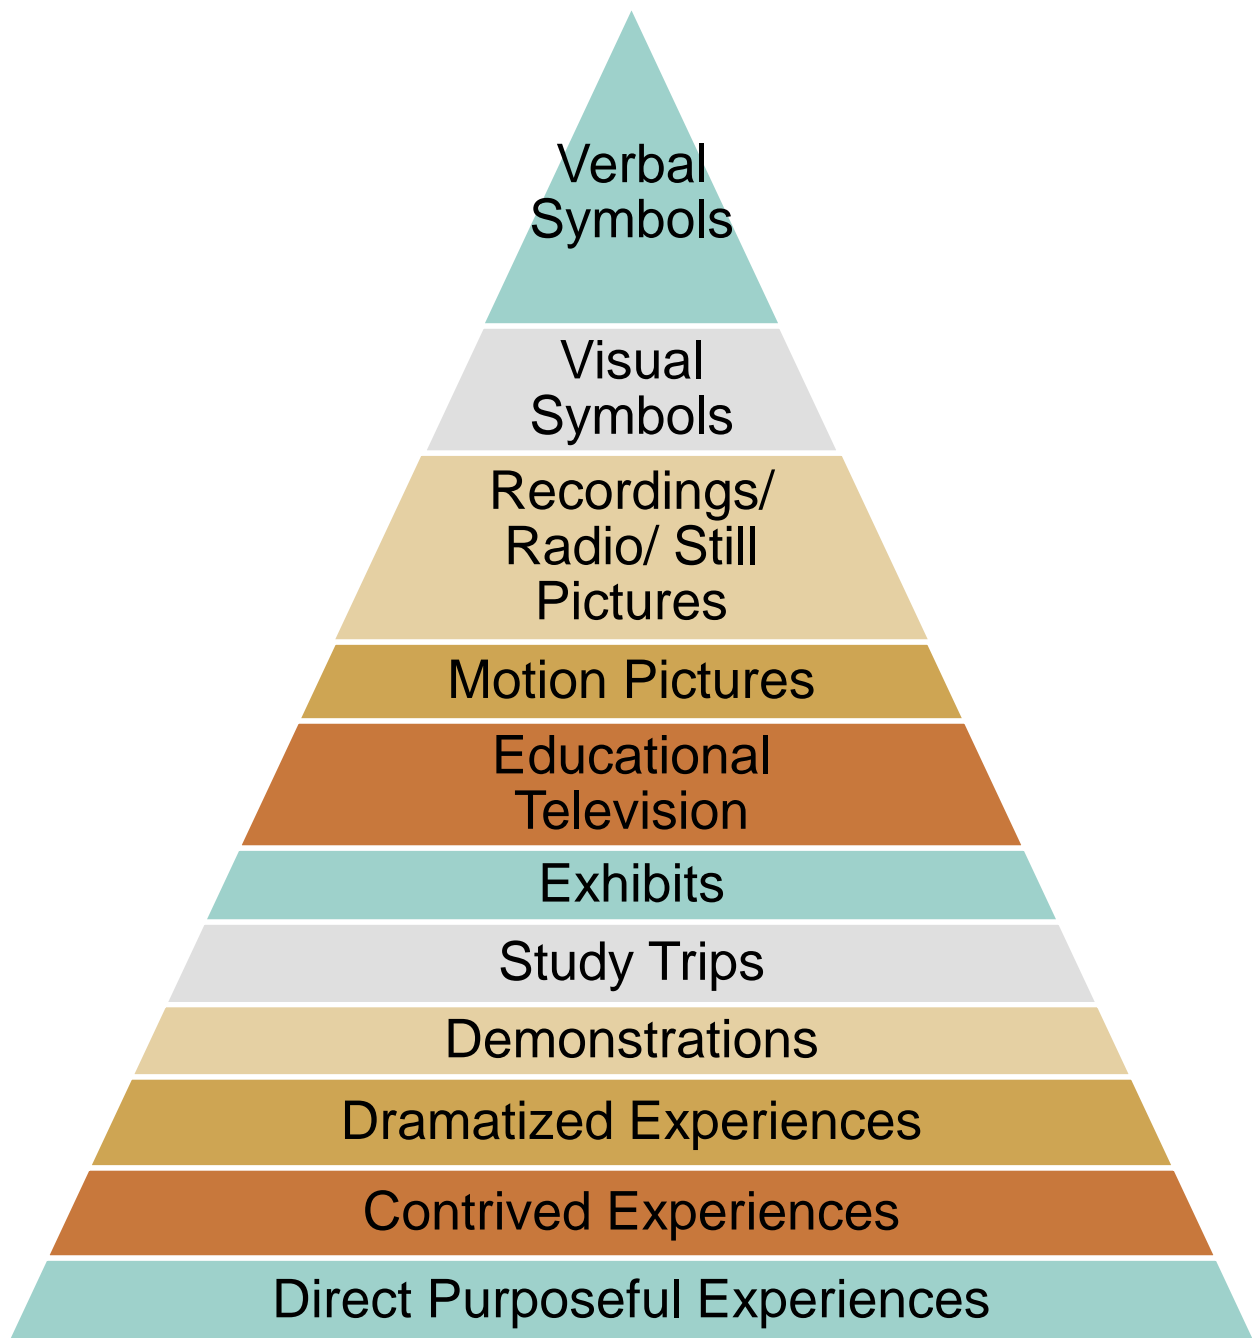 Verbal
Symbols
Visual
Symbols
Recordings/
Radio/ Still
Pictures
Motion Pictures
Educational
Television
Exhibits
Study Trips
Demonstrations
Dramatized Experiences
Contrived Experiences
Direct Purposeful Experiences